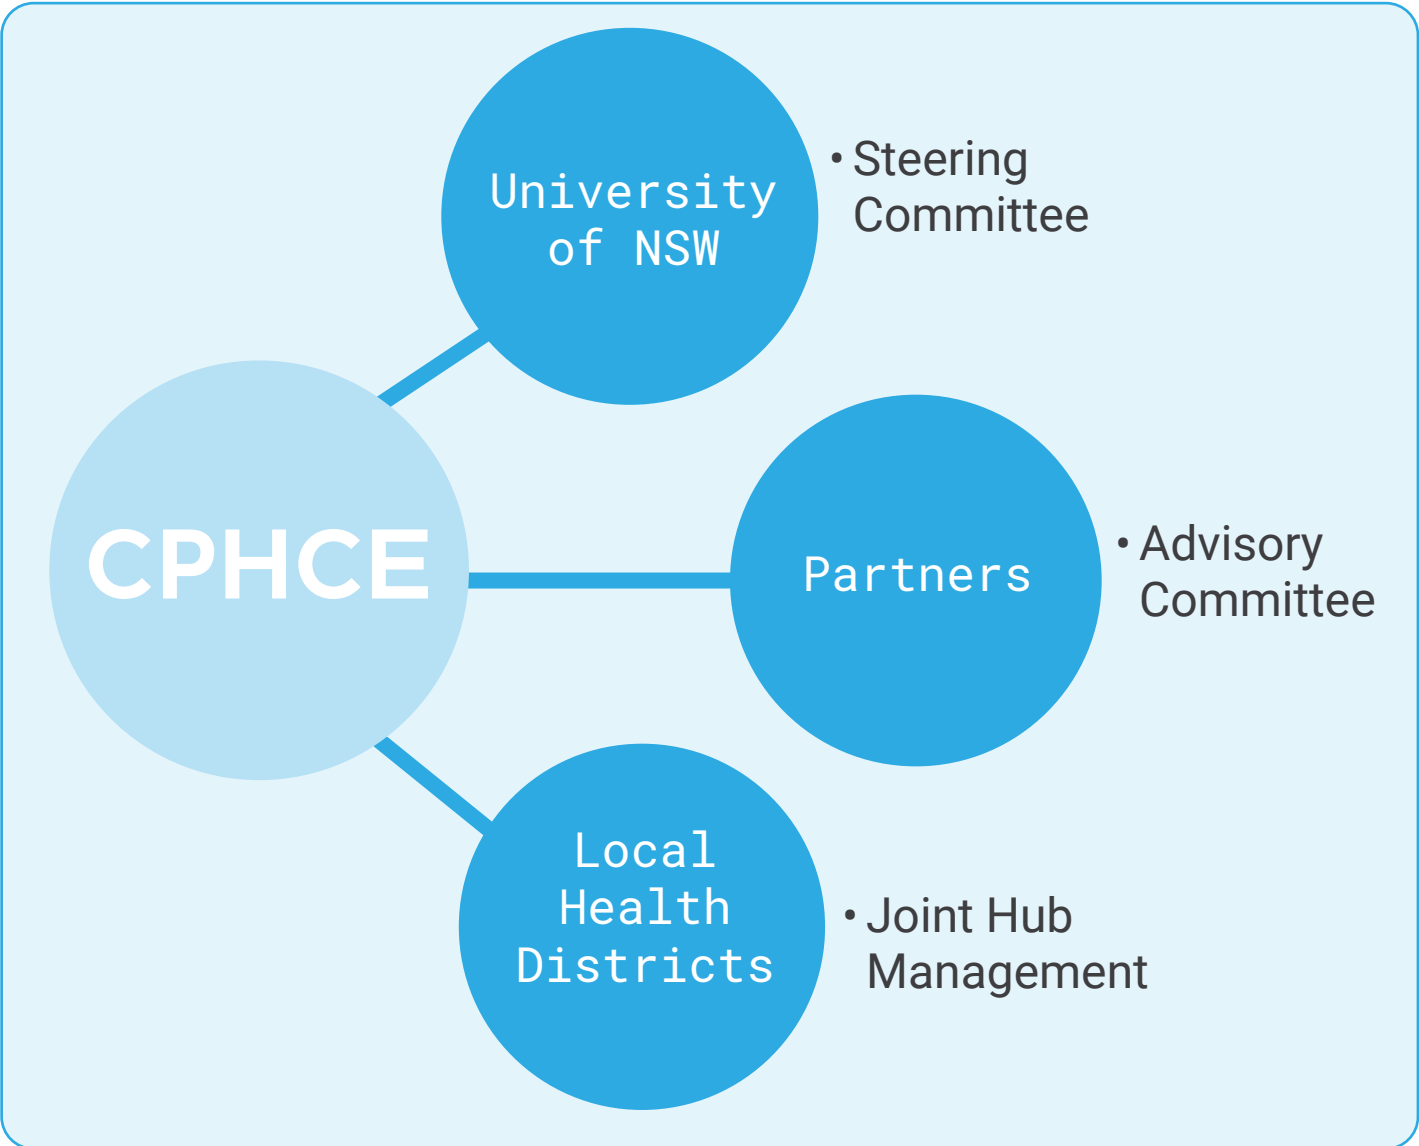 University
of NSW
• Steering
Committee
CPHCE
Partners
• Advisory
Committee
Local
Health
Districts
• Joint Hub
Management